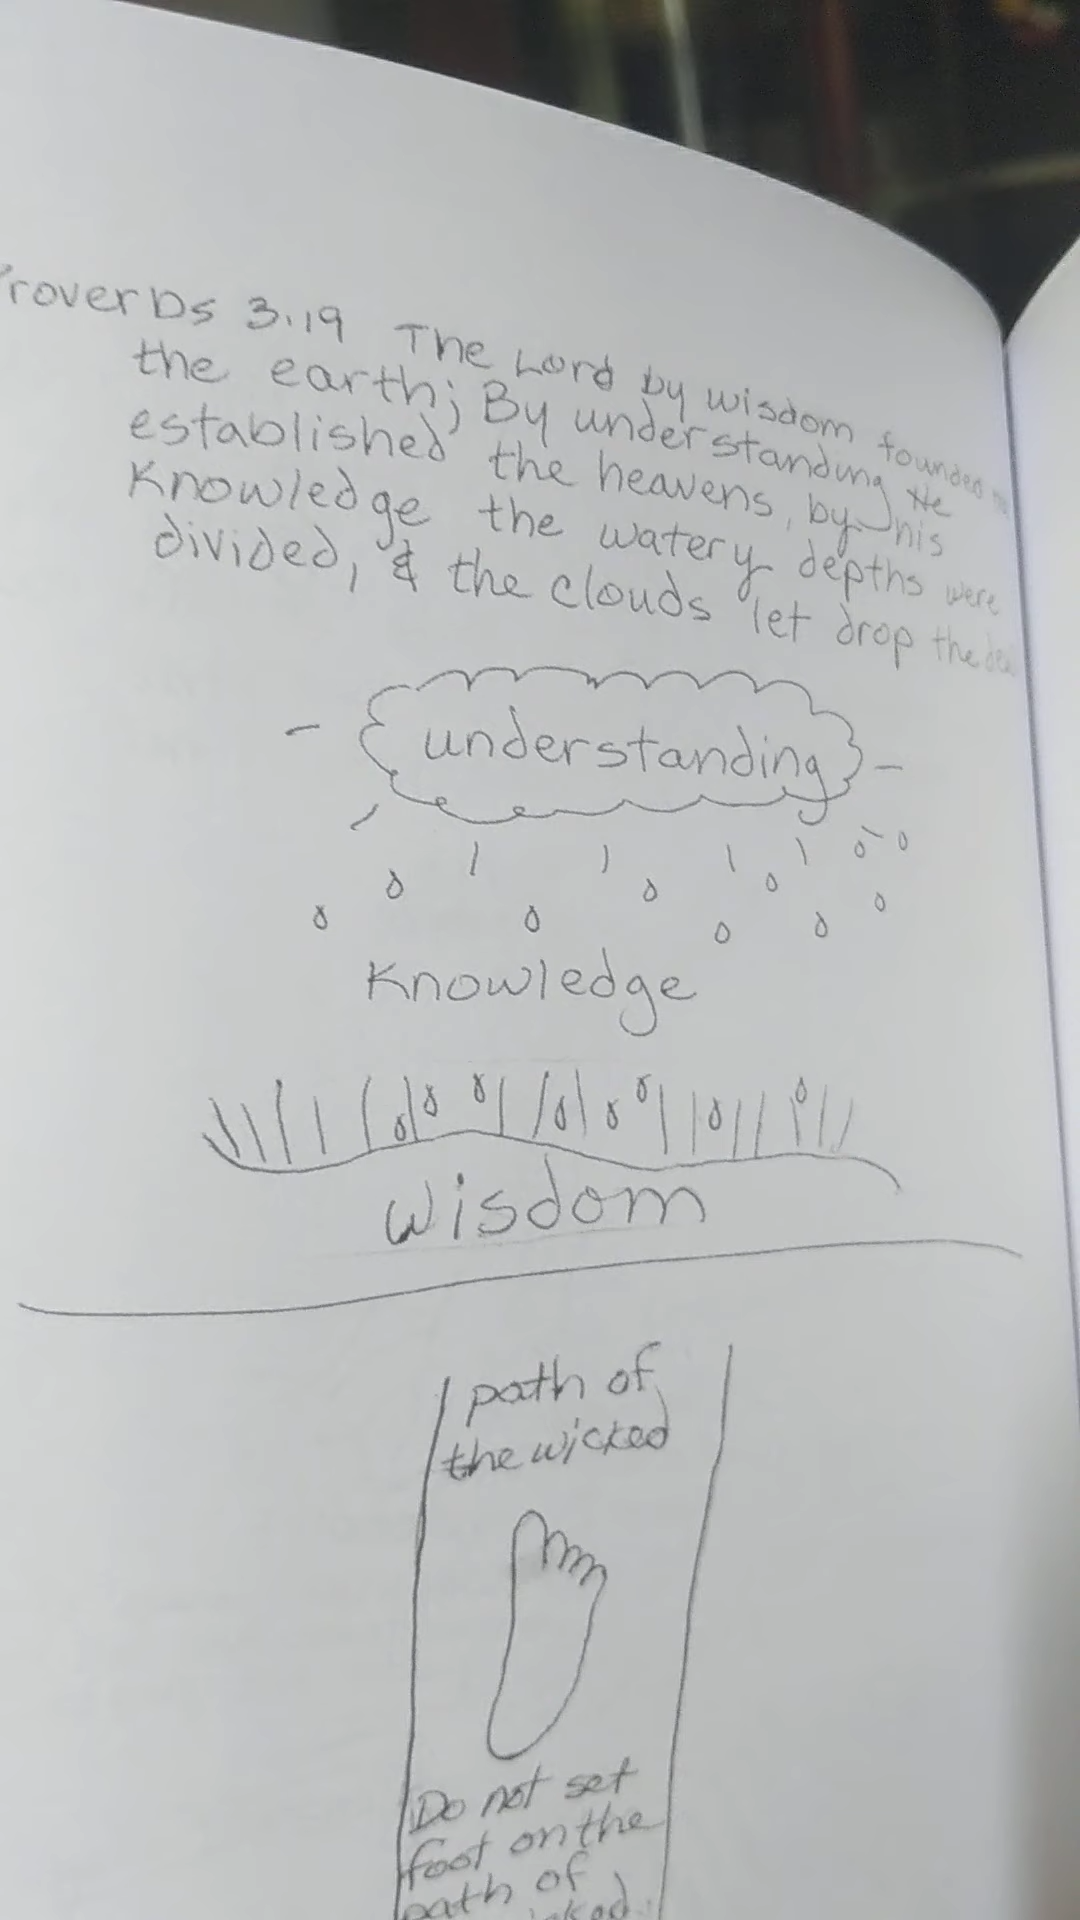 Proverbs 3.19 The Lord by wisdom founded
the earth; By understanding He
established the heavens, by his
Knowledge the watery depths were
divided, & the clouds let drop the
understanding
Knowledge
Wisdom
path of
the wicked
Do not set
foot on the
path of